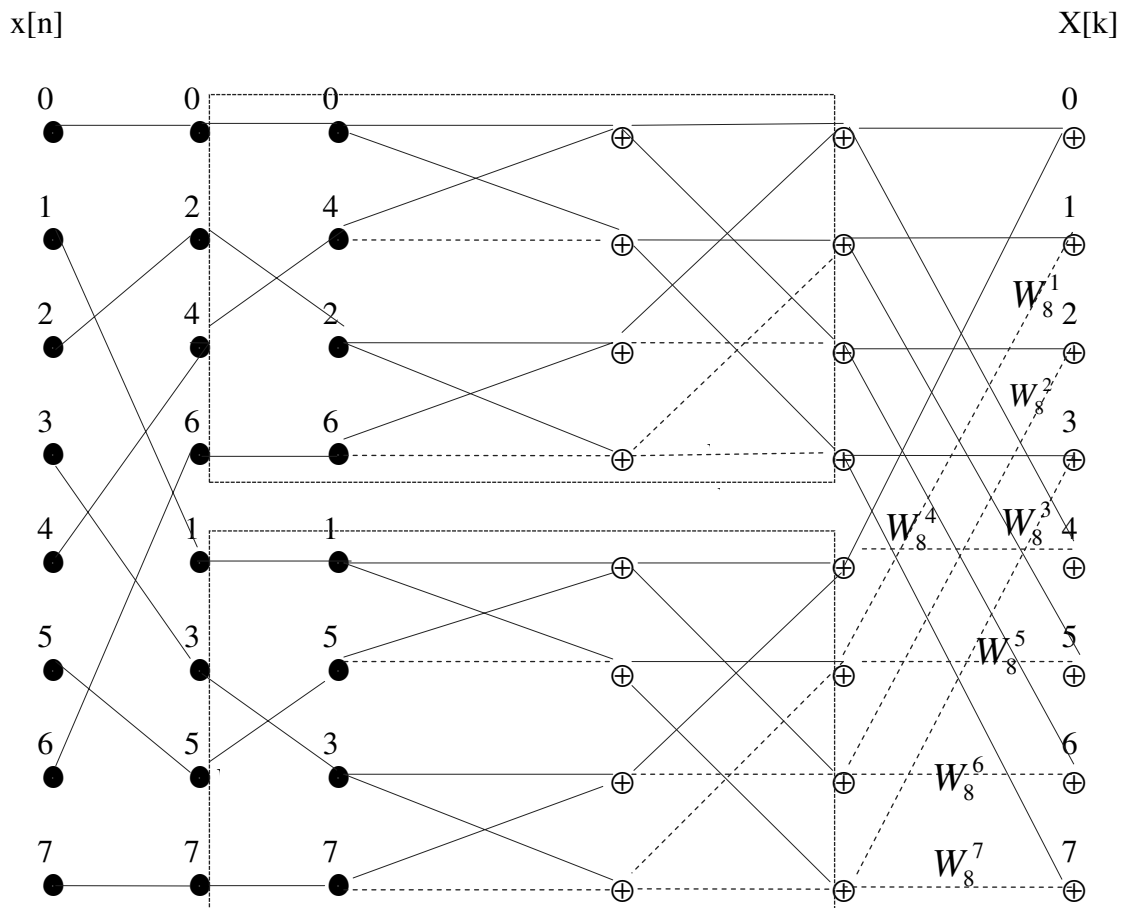 x[n] X[k]
0 0 0 0
1 2 4 1
W_8^1
2 4 2 2
W_8^2
3 6 6 3
4 1 1 W_8^4 W_8^3 4
5 3 5 W_8^5 5
6 5 3 W_8^6 6
7 7 7 W_8^7 7